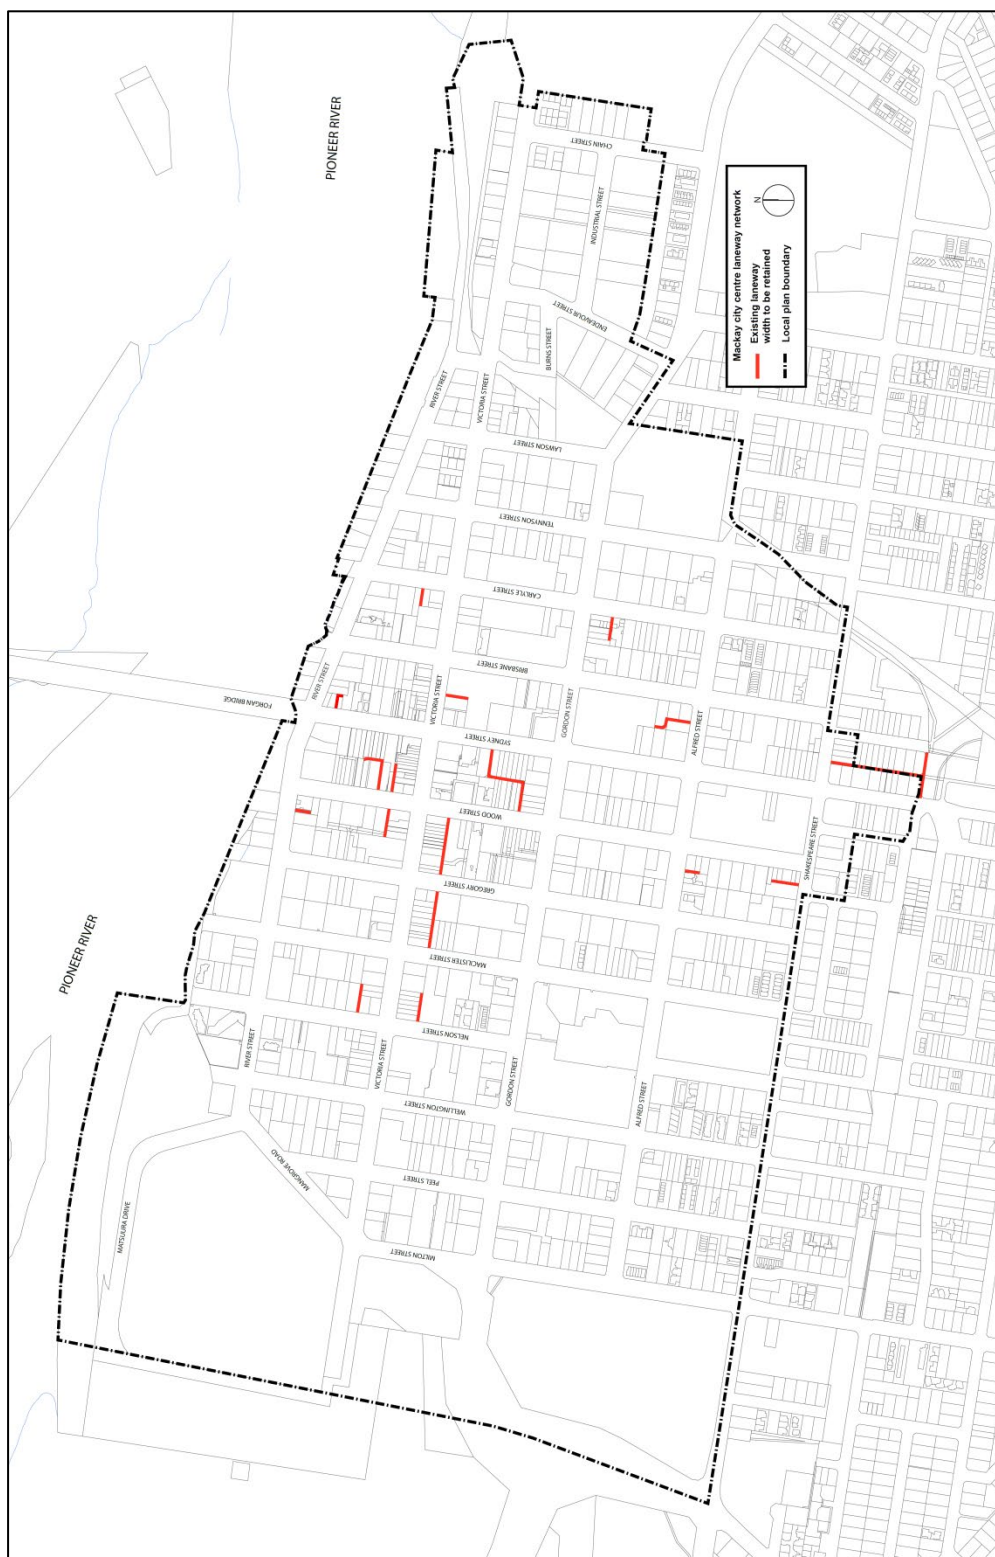 PIONEER RIVER
PIONEER RIVER
FORGAN BRIDGE
MATSUURA DRIVE
MANGROVE ROAD
RIVER STREET
RIVER STREET
RIVER STREET
VICTORIA STREET
VICTORIA STREET
VICTORIA STREET
GORDON STREET
GORDON STREET
ALFRED STREET
ALFRED STREET
SHAKESPEARE STREET
MILTON STREET
PEEL STREET
WELLINGTON STREET
NELSON STREET
MACALISTER STREET
GREGORY STREET
WOOD STREET
SYDNEY STREET
BRISBANE STREET
CARLYLE STREET
TENNYSON STREET
LAWSON STREET
BURNS STREET
ENDEAVOUR STREET
INDUSTRIAL STREET
CHAIN STREET
Mackay city centre laneway network
Existing laneway
width to be retained
Local plan boundary
N